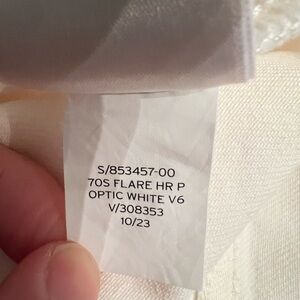 S/853457-00
70S FLARE HR P
OPTIC WHITE V6
V/308353
10/23